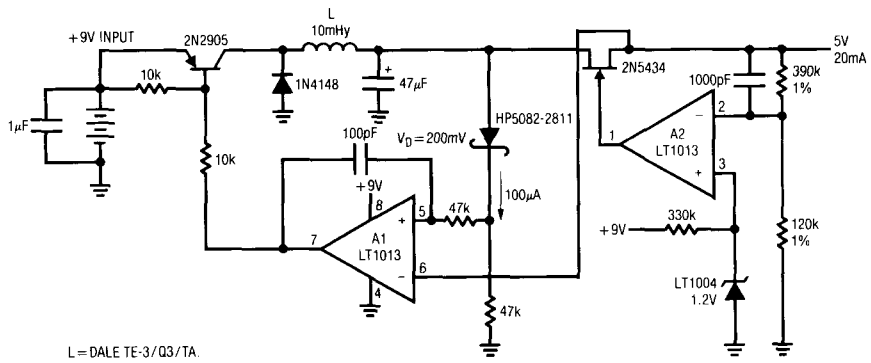 L
10mHy
+9V INPUT
2N2905
10k
1N4148
+
47µF
2N5434
5V
20mA
1000pF
390k
1%
1µF
10k
100pF
VD=200mV
HP5082-2811
100µA
+9V
8
7
A1
LT1013
+
5
47k
−
6
4
47k
1
A2
LT1013
−
2
+
3
330k
+9V
120k
1%
LT1004
1.2V
L=DALE TE-3/Q3/TA.